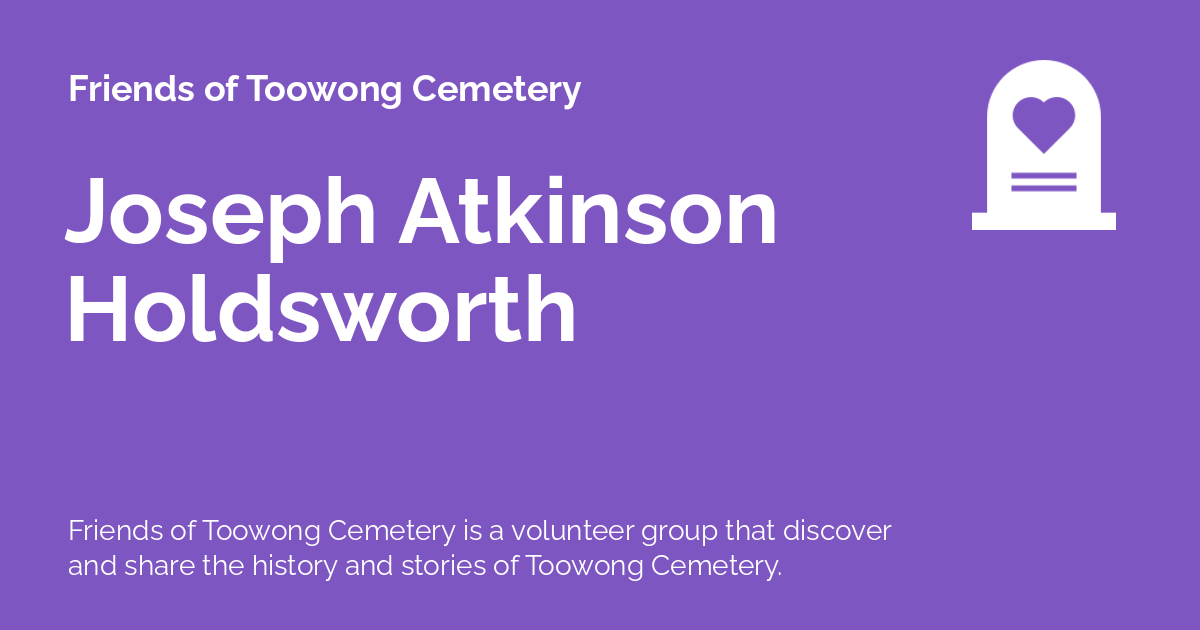 Friends of Toowong Cemetery
Joseph Atkinson
Holdsworth
Friends of Toowong Cemetery is a volunteer group that discover
and share the history and stories of Toowong Cemetery.